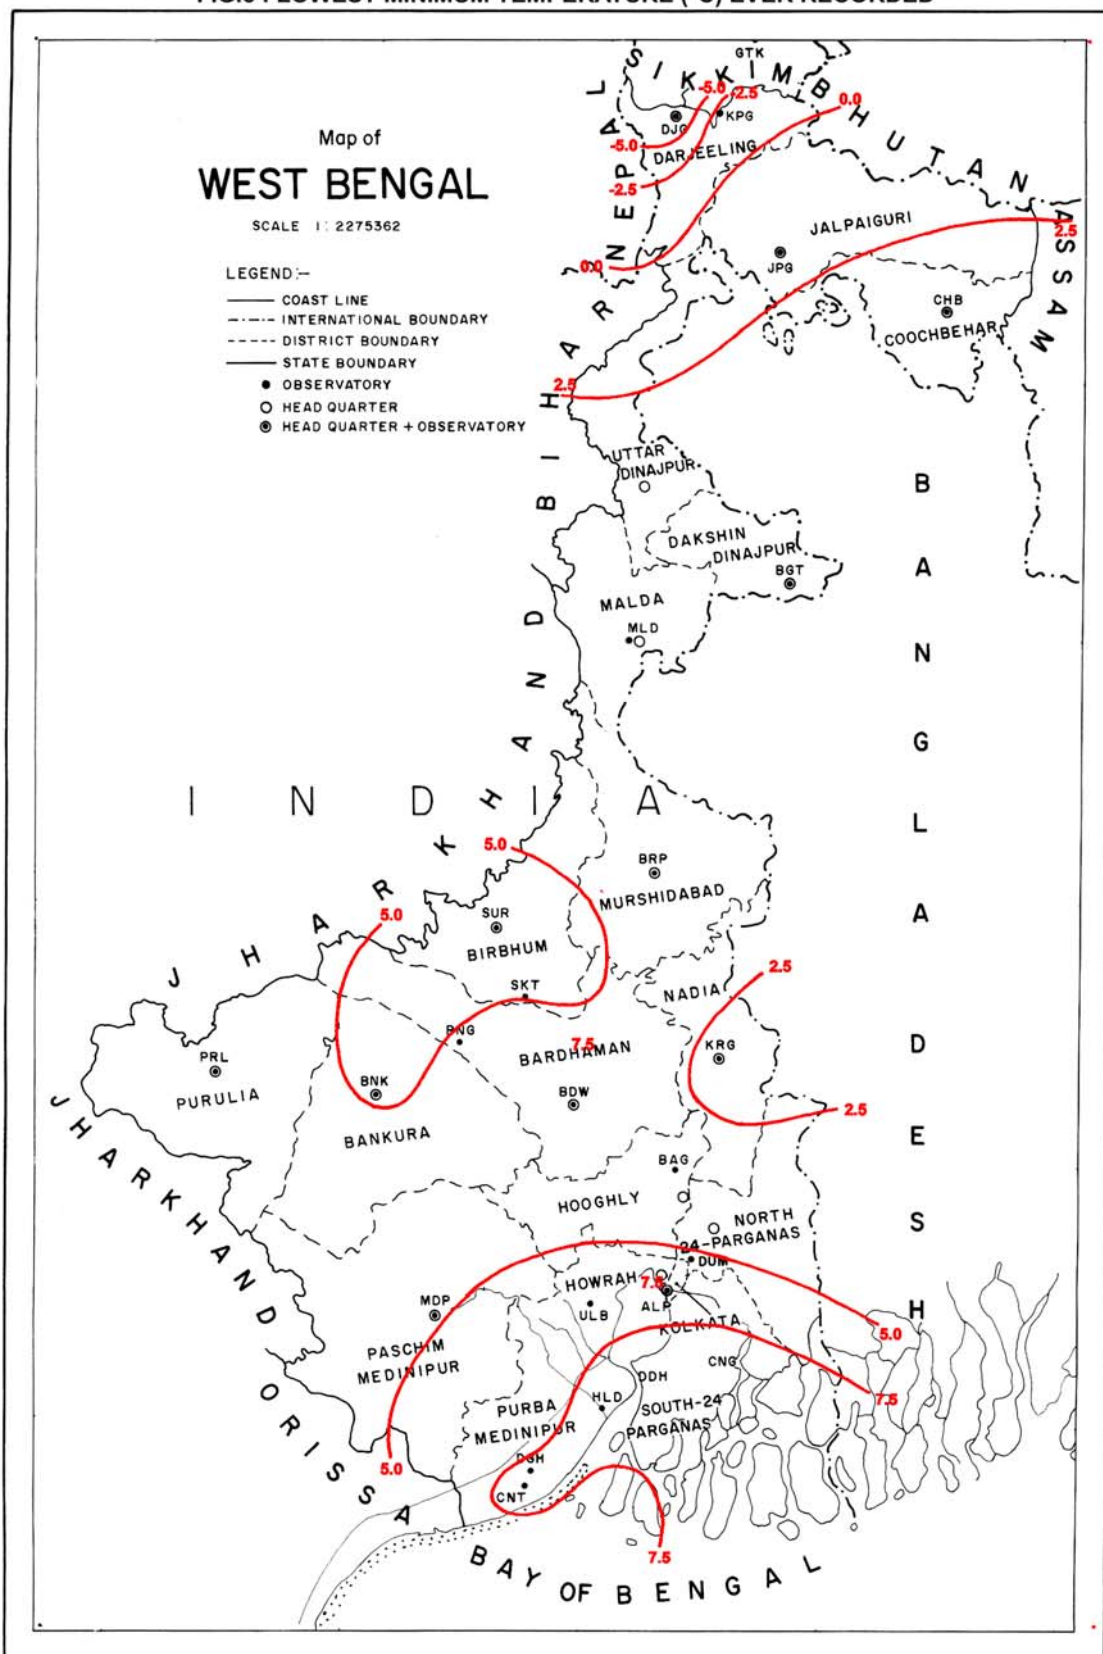 Map of
WEST BENGAL
SCALE 1: 2275362
LEGEND:-
COAST LINE
INTERNATIONAL BOUNDARY
DISTRICT BOUNDARY
STATE BOUNDARY
OBSERVATORY
HEAD QUARTER
HEAD QUARTER + OBSERVATORY
GTK
SIKKIM
BHUTAN
NEPAL
ASSAM
-5.0
-2.5
0.0
DJG
KPG
-5.0
DARJEELING
-2.5
JALPAIGURI
2.5
0.0
JPG
CHB
COOCHBEHAR
2.5
BIHAR
UTTAR
DINAJPUR
DAKSHIN
DINAJPUR
BGT
MALDA
MLD
BANGLADESH
INDIA
JHARKHAND
5.0
BRP
MURSHIDABAD
5.0
SUR
BIRBHUM
2.5
SKT
NADIA
BNG
7.5
BARDHAMAN
KRG
PRL
PURULIA
BNK
BDW
2.5
BANKURA
JHARKHAND
BAG
HOOGHLY
NORTH
24-PARGANAS
DUM
HOWRAH
7.5
MDP
ULB
ALP
KOLKATA
5.0
PASCHIM
MEDINIPUR
CNG
DDH
7.5
PURBA
MEDINIPUR
HLD
SOUTH-24
PARGANAS
ORISSA
5.0
DGH
CNT
7.5
BAY OF BENGAL